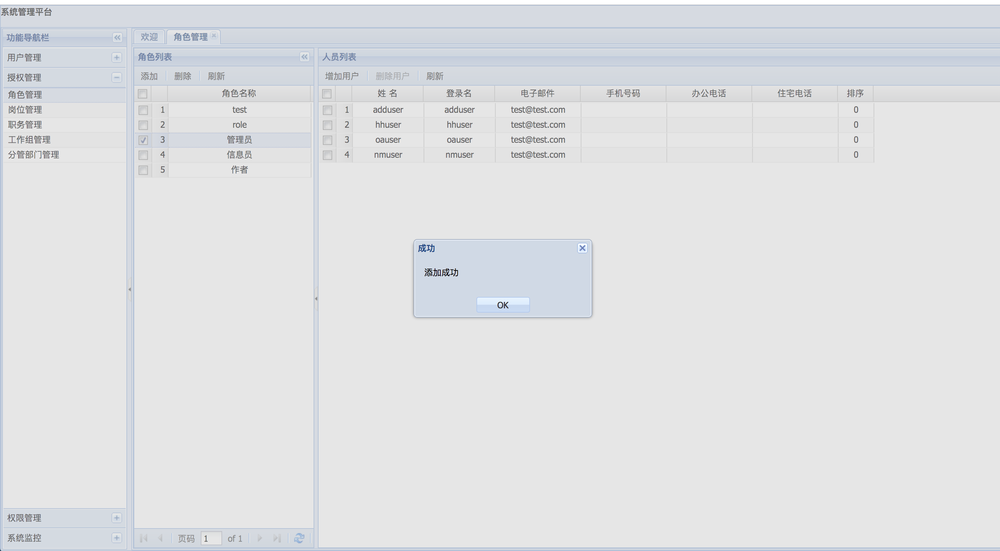 系统管理平台
功能导航栏
用户管理
授权管理
角色管理
岗位管理
职务管理
工作组管理
分管部门管理
权限管理
系统监控
欢迎 角色管理
角色列表
添加 删除 刷新
角色名称
1 test
2 role
3 管理员
4 信息员
5 作者
页码 1 of 1
人员列表
增加用户 删除用户 刷新
姓 名 登录名 电子邮件 手机号码 办公电话 住宅电话 排序
1 adduser adduser test@test.com 0
2 hhuser hhuser test@test.com 0
3 oauser oauser test@test.com 0
4 nmuser nmuser test@test.com 0
成功
添加成功
OK